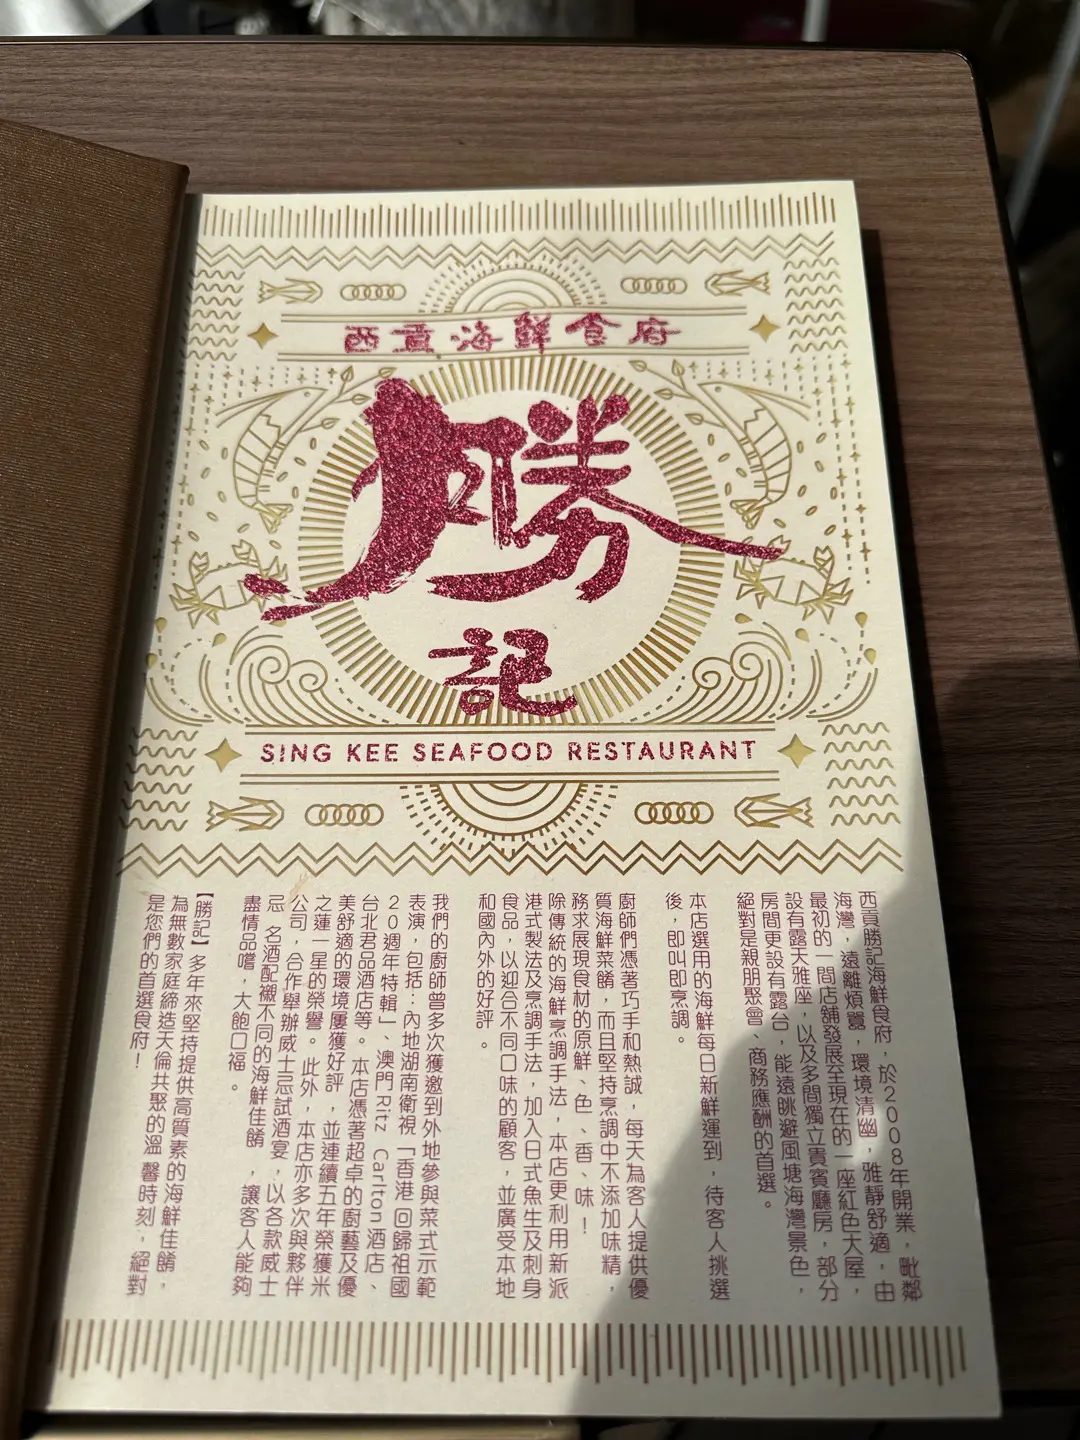 西貢海鮮食府
勝
記
SING KEE SEAFOOD RESTAURANT
西貢勝記海鮮食府，於2008年開業，毗鄰
海灣，遠離煩囂，環境清幽，雅靜舒適，由
最初的一間店舖發展至現在的一座紅色大屋，
設有露天雅座，以及多間獨立貴賓廳房，部分
房間更設有露台，能遠眺避風塘海灣景色，
絕對是親朋聚會、商務應酬的首選。
本店選用的海鮮每日新鮮運到，待客人挑選
後，即叫即烹調。
廚師們憑著巧手和熱誠，每天為客人提供優
質海鮮菜餚，而且堅持烹調中不添加味精，
務求展現食材的原鮮、色、香、味！
除傳統的海鮮烹調手法，本店更利用新派
港式製法及烹調手法，加入日式魚生及刺身
食品，以迎合不同口味的顧客，並廣受本地
和國內外的好評。
我們的廚師曾多次獲邀到外地參與菜式示範
表演，包括：內地湖南衛視「香港回歸祖國
20週年特輯」、澳門Ritz Carlton酒店、
台北君品酒店等。本店憑著超卓的廚藝及優
美舒適的環境屢獲好評，並連續五年榮獲米
之蓮一星的榮譽。此外，本店亦多次與夥伴
公司，合作舉辦威士忌試酒宴，以各款威士
忌、名酒配襯不同的海鮮佳餚，讓客人能夠
盡情品嚐，大飽口福。
【勝記】多年來堅持提供高質素的海鮮佳餚，
為無數家庭締造天倫共聚的溫馨時刻，絕對
是您們的首選食府！